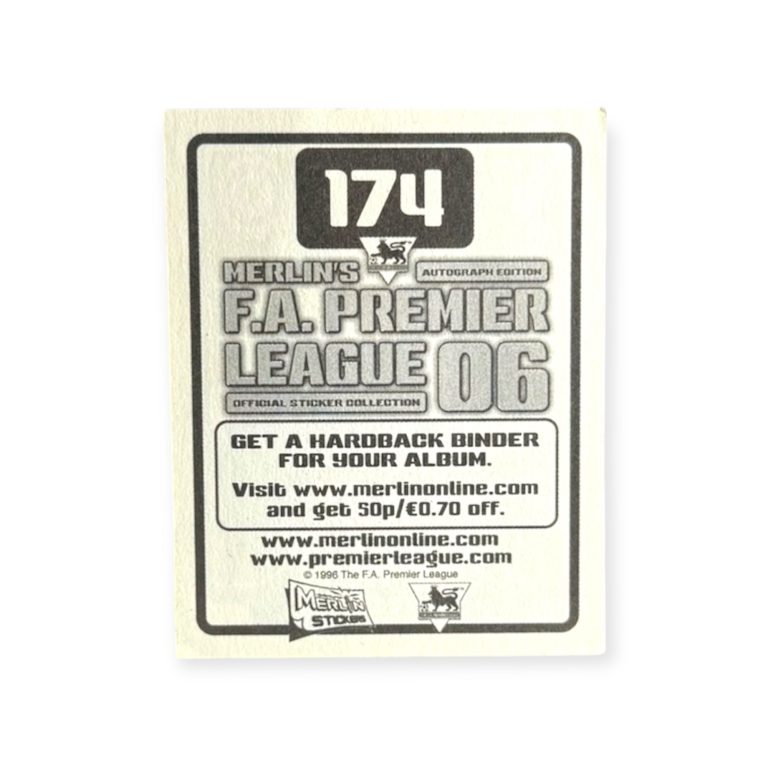 174
MERLIN'S
AUTOGRAPH EDITION
F.A. PREMIER
LEAGUE 06
OFFICIAL STICKER COLLECTION
GET A HARDBACK BINDER
FOR YOUR ALBUM.
Visit www.merlinonline.com
and get 50p/€0.70 off.
www.merlinonline.com
www.premierleague.com
© 1996 The F.A. Premier League
MERLIN
STICKERS